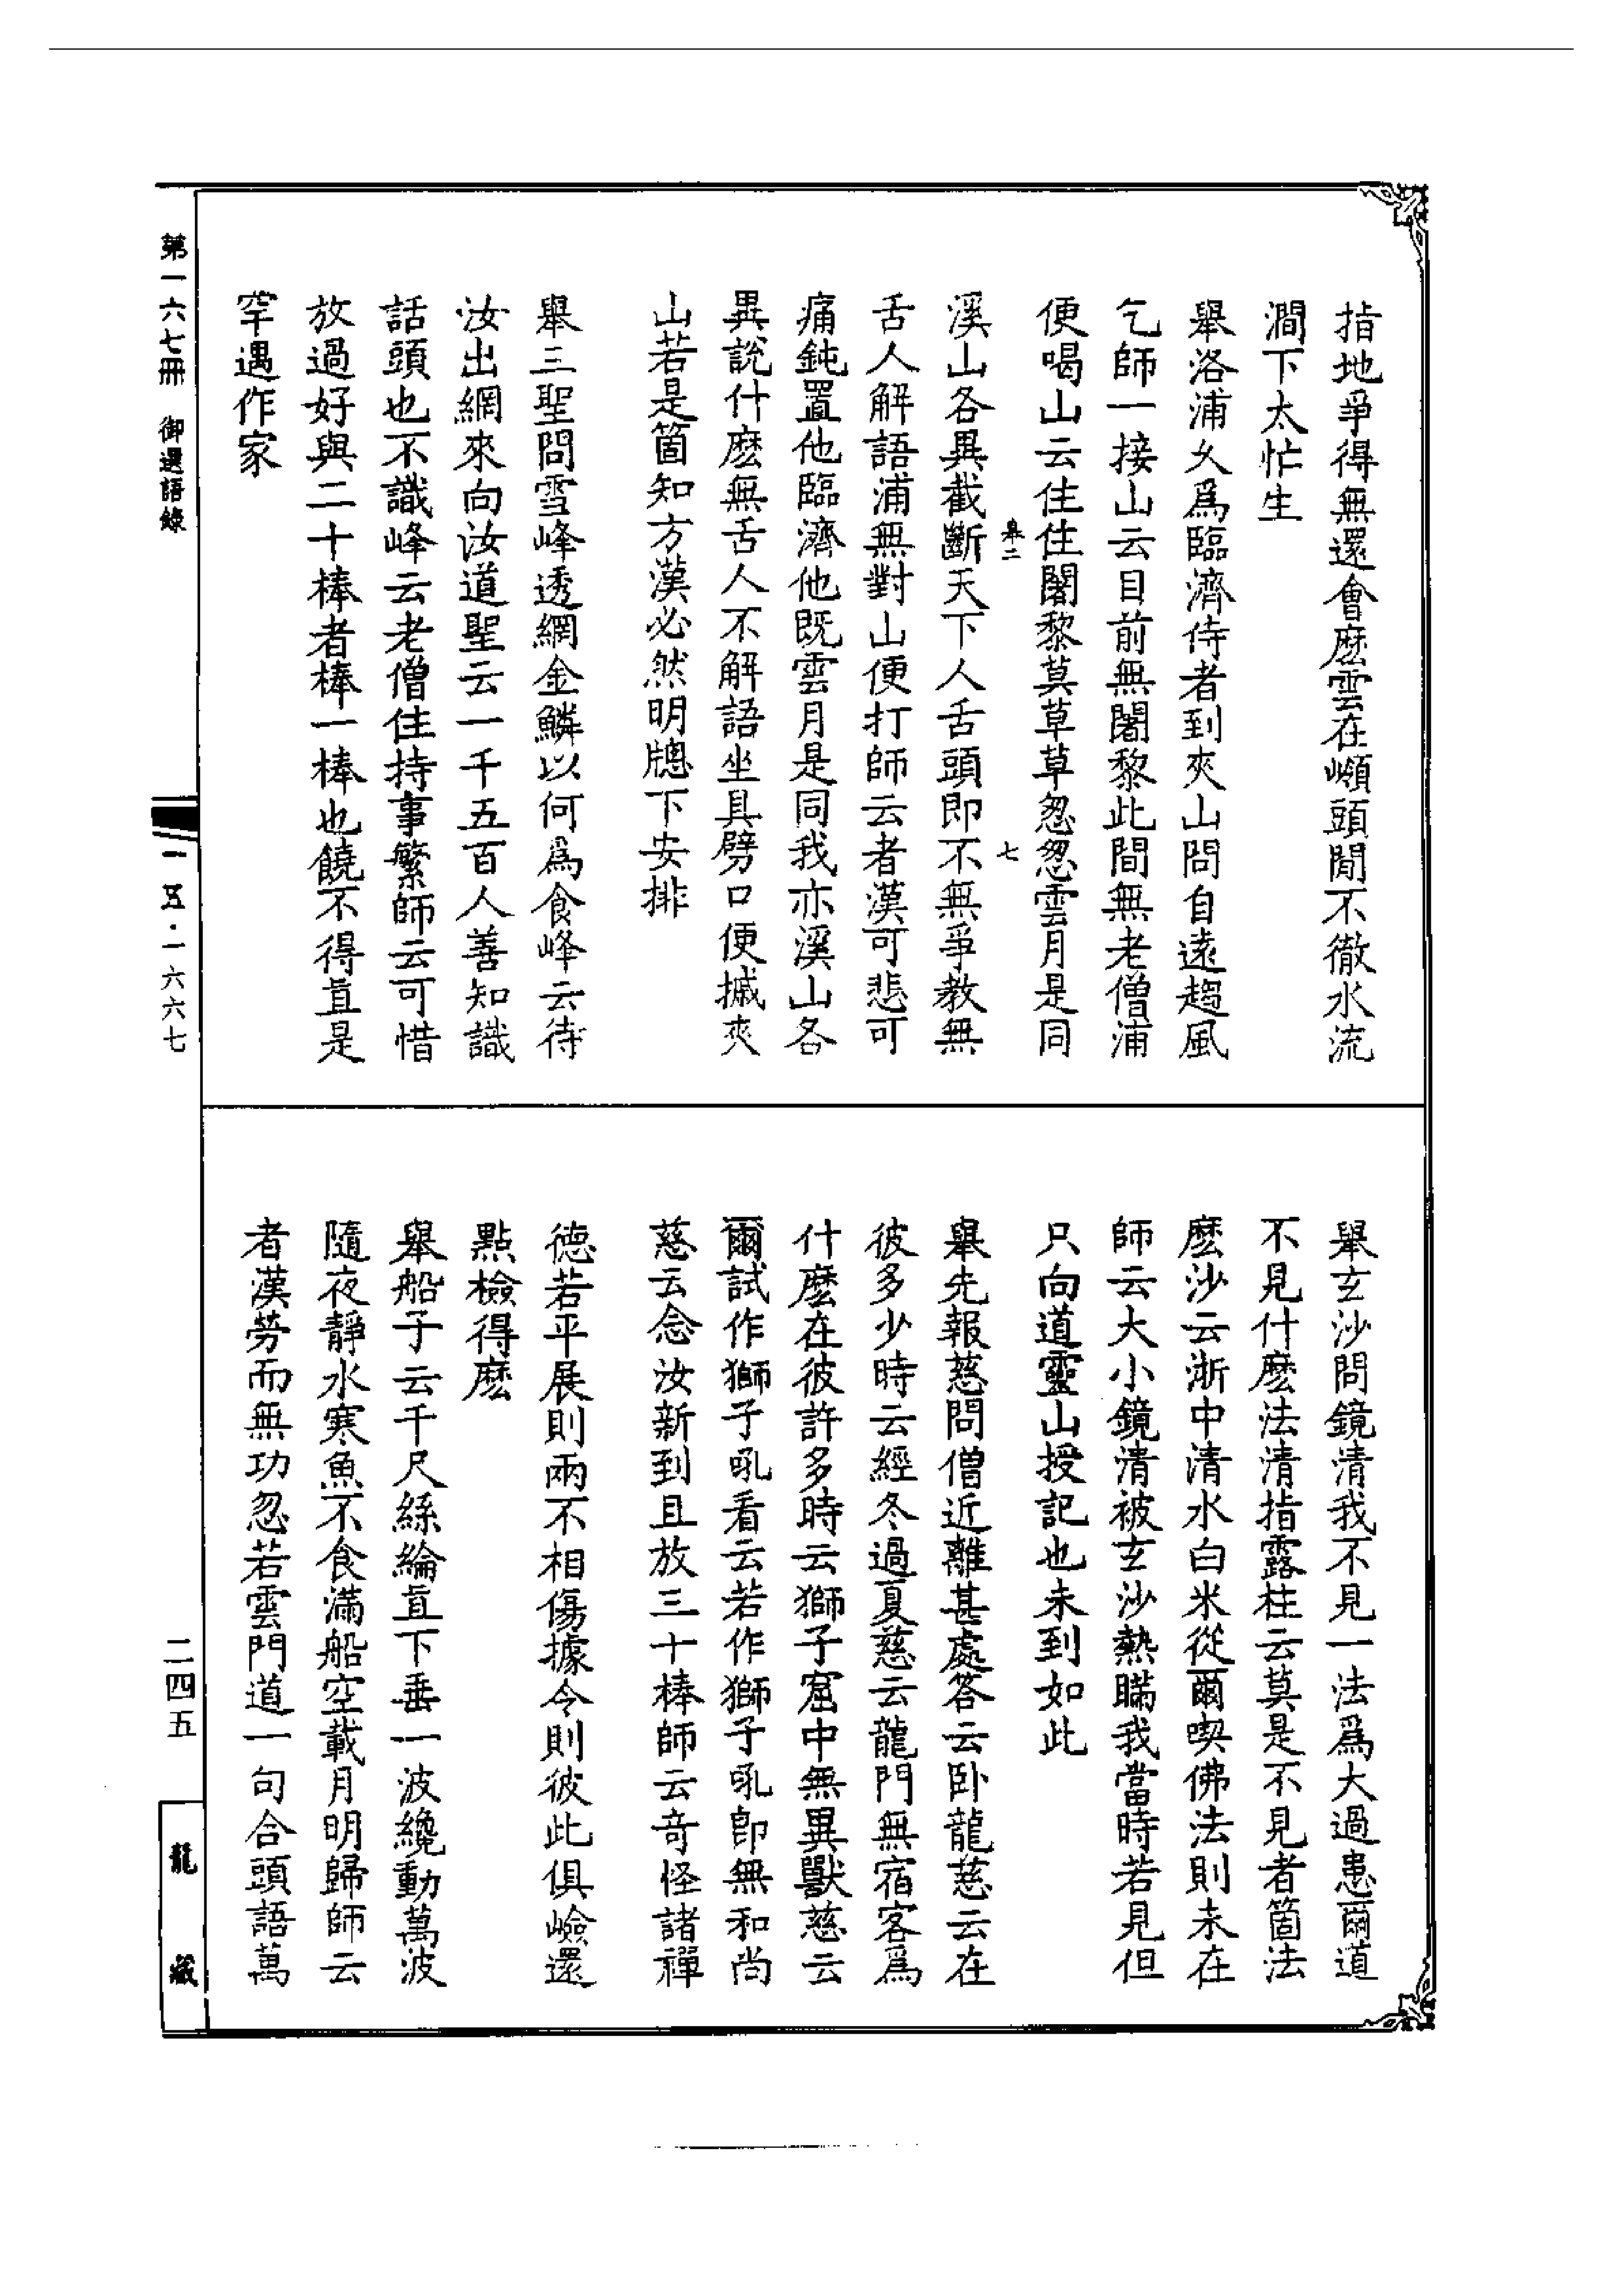 指地爭得無還會麽雲在嶺頭閒不徹水流
澗下太忙生
舉洛浦久爲臨濟侍者到夾山問自遠趨風
乞師一接山云目前無闍黎此間無老僧浦
便喝山云住住闍黎莫草草怱怱雲月是同
溪山各異截斷天下人舌頭即不無爭教無
舌人解語浦無對山便打師云者漢可悲可
痛鈍置他臨濟他既雲月是同我亦溪山各
異說什麽無舌人不解語坐具劈口便搣夾
山若是箇知方漢必然明牕下安排
舉三聖問雪峰透網金鱗以何爲食峰云待
汝出網來向汝道聖云一千五百人善知識
話頭也不識峰云老僧住持事繁師云可惜
放過好與二十棒者棒一棒也饒不得直是
罕遇作家
七
舉玄沙問鏡清我不見一法爲大過患爾道
不見什麽法清指露柱云莫是不見者箇法
麽沙云浙中清水白米從爾喫佛法則未在
師云大小鏡清被玄沙熱瞞我當時若見但
只向道靈山授記也未到如此
舉先報慈問僧近離甚處答云卧龍慈云在
彼多少時云經冬過夏慈云龍門無宿客爲
什麽在彼許多時云獅子窟中無異獸慈云
爾試作獅子吼看云若作獅子吼卽無和尚
慈云念汝新到且放三十棒師云奇怪諸禪
德若平展則兩不相傷據令則彼此俱嶮還
點檢得麽
舉船子云千尺絲綸直下垂一波纔動萬波
隨夜靜水寒魚不食滿船空載月明歸師云
者漢勞而無功忽若雲門道一句合頭語萬
第一六七冊 御選語錄
一一五·一六六七
二四五
龍藏